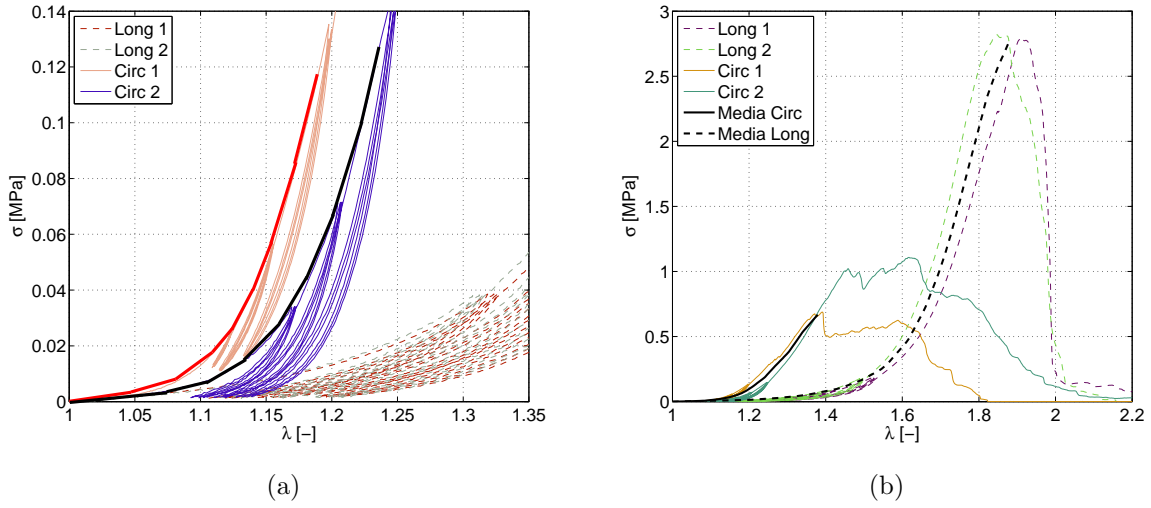 0.14
0.12
0.1
0.08
0.06
0.04
0.02
0
σ [MPa]
1 1.05 1.1 1.15 1.2 1.25 1.3 1.35
λ [−]
Long 1
Long 2
Circ 1
Circ 2
(a)
3
2.5
2
1.5
1
0.5
0
σ [MPa]
1 1.2 1.4 1.6 1.8 2 2.2
λ [−]
Long 1
Long 2
Circ 1
Circ 2
Media Circ
Media Long
(b)